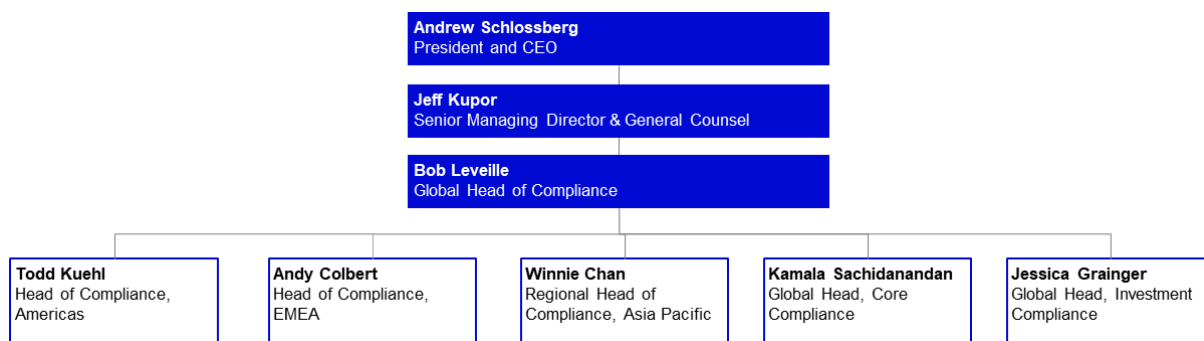 Andrew Schlossberg
President and CEO
Jeff Kupor
Senior Managing Director & General Counsel
Bob Leveille
Global Head of Compliance
Todd Kuehl
Head of Compliance,
Americas
Andy Colbert
Head of Compliance,
EMEA
Winnie Chan
Regional Head of
Compliance, Asia Pacific
Kamala Sachidanandan
Global Head, Core
Compliance
Jessica Grainger
Global Head, Investment
Compliance